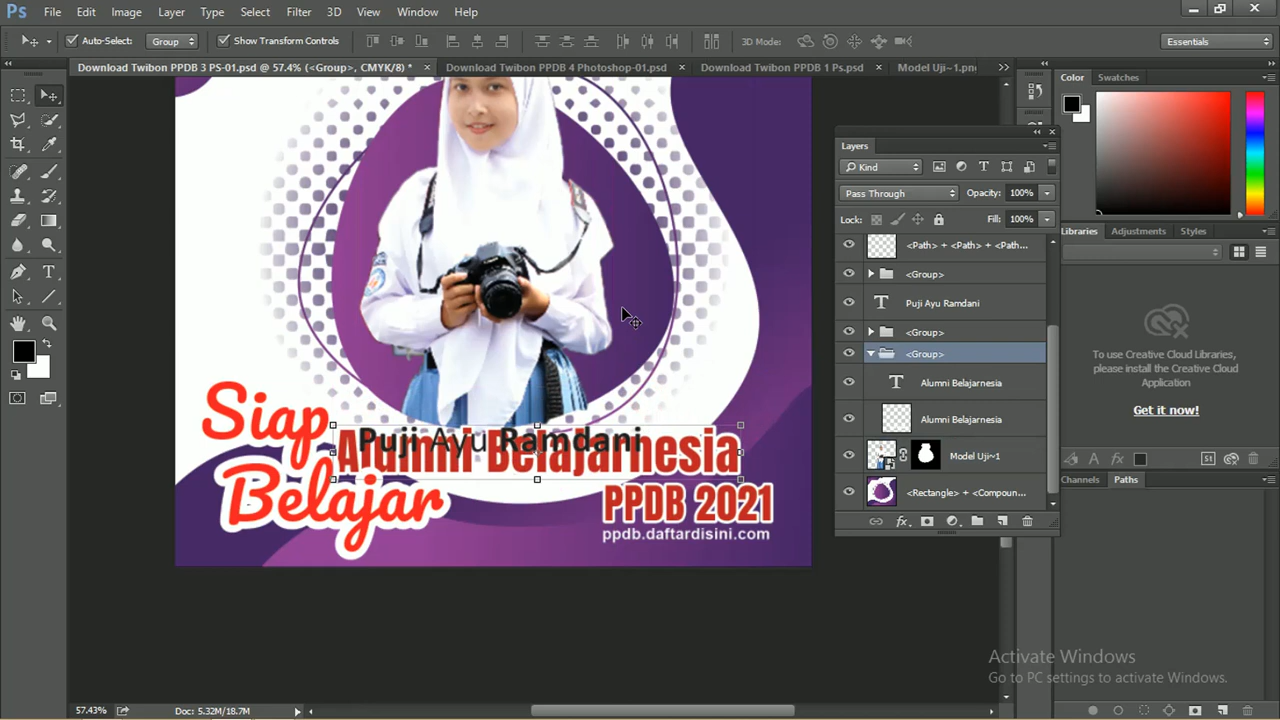 Ps File Edit Image Layer Type Select Filter 3D View Window Help
Auto-Select: Group Show Transform Controls 3D Mode: Essentials
Download Twibon PPDB 3 PS-01.psd @ 57.4% (<Group>, CMYK/8) * × Download Twibon PPDB 4 Photoshop-01.psd × Download Twibon PPDB 1 Ps.psd × Model Uji~1.png
Color Swatches
Layers
Kind
Pass Through Opacity: 100%
Lock: Fill: 100%
<Path> + <Path> + <Path...
<Group>
Puji Ayu Ramdani
<Group>
<Group>
Alumni Belajarnesia
Alumni Belajarnesia
Model Uji~1
<Rectangle> + <Compoun...
Libraries Adjustments Styles
To use Creative Cloud Libraries,
please install the Creative Cloud
Application
Get it now!
Channels Paths
Siap
Belajar
Puji Ayu Ramdani
Alumni Belajarnesia
PPDB 2021
ppdb.daftardisini.com
Activate Windows
Go to PC settings to activate Windows.
57.43% Doc: 5.32M/18.7M